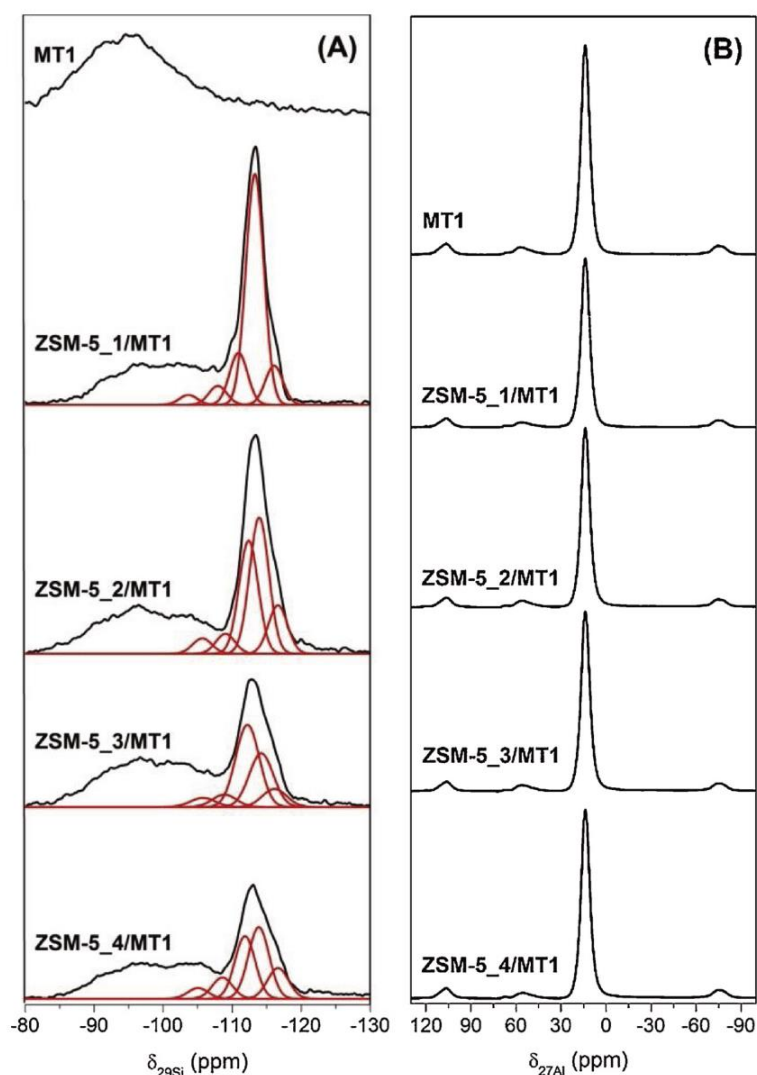 (A)
MT1
ZSM-5_1/MT1
ZSM-5_2/MT1
ZSM-5_3/MT1
ZSM-5_4/MT1
-80 -90 -100 -110 -120 -130
δ29Si (ppm)
(B)
MT1
ZSM-5_1/MT1
ZSM-5_2/MT1
ZSM-5_3/MT1
ZSM-5_4/MT1
120 90 60 30 0 -30 -60 -90
δ27Al (ppm)